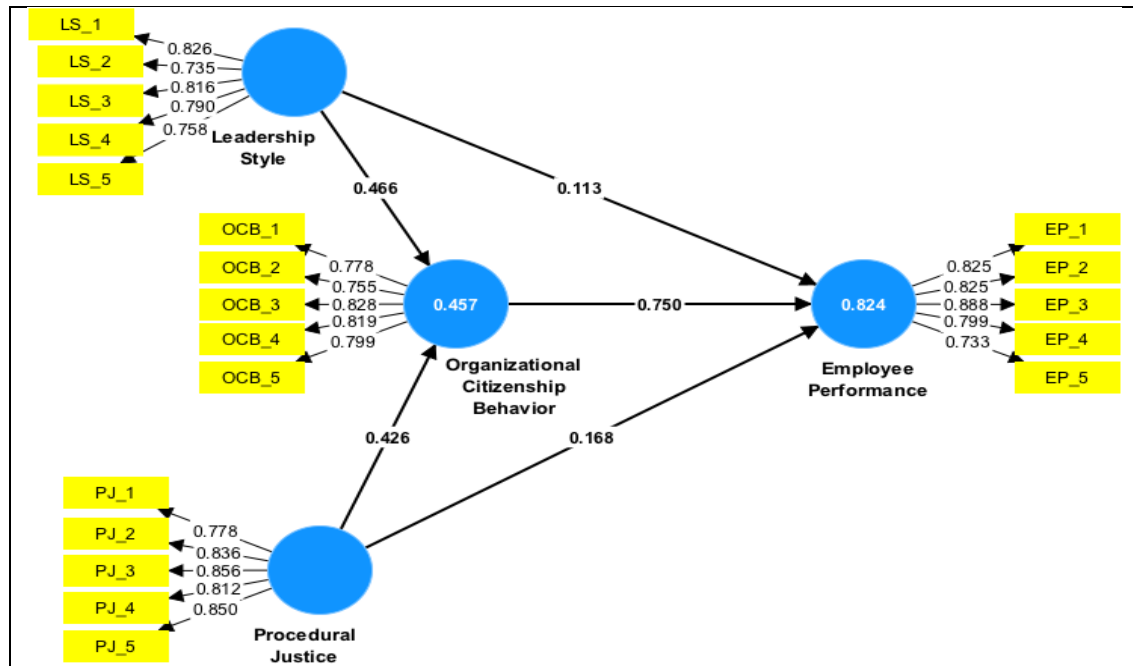 LS_1
LS_2
LS_3
LS_4
LS_5
0.826
0.735
0.816
0.790
0.758
Leadership
Style
0.466
0.113
OCB_1
OCB_2
OCB_3
OCB_4
OCB_5
0.778
0.755
0.828
0.819
0.799
0.457
Organizational
Citizenship
Behavior
0.750
0.824
Employee
Performance
0.825
0.825
0.888
0.799
0.733
EP_1
EP_2
EP_3
EP_4
EP_5
0.426
0.168
PJ_1
PJ_2
PJ_3
PJ_4
PJ_5
0.778
0.836
0.856
0.812
0.850
Procedural
Justice